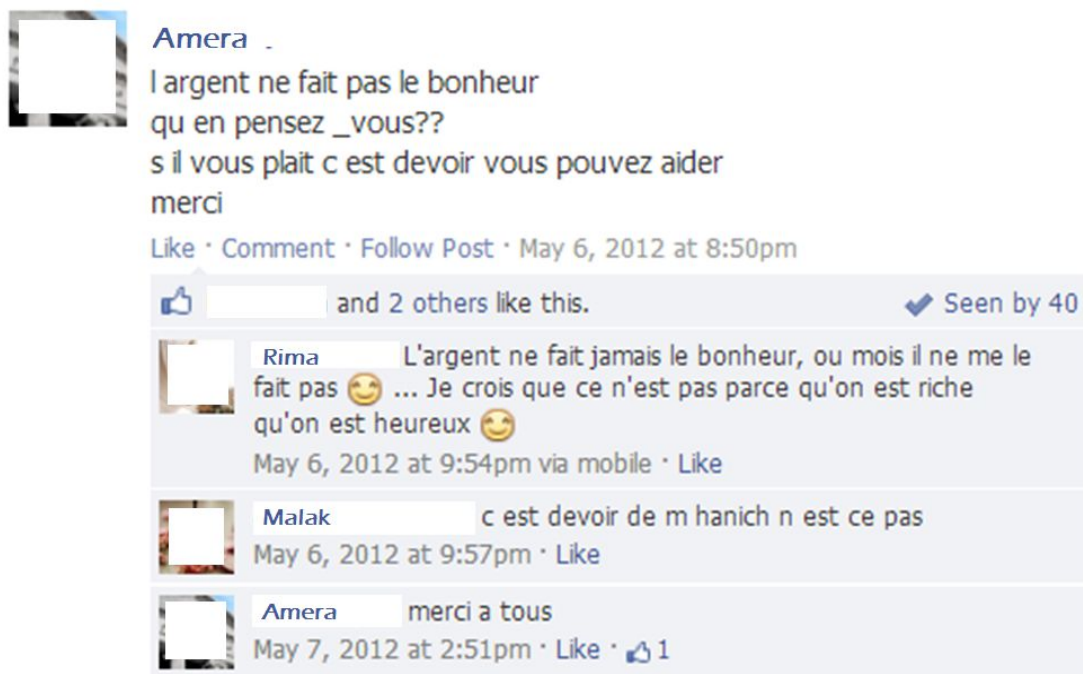 Amera .
l argent ne fait pas le bonheur
qu en pensez _vous??
s il vous plait c est devoir vous pouvez aider
merci
Like · Comment · Follow Post · May 6, 2012 at 8:50pm
and 2 others like this. Seen by 40
Rima L'argent ne fait jamais le bonheur, ou mois il ne me le
fait pas 😊 ... Je crois que ce n'est pas parce qu'on est riche
qu'on est heureux 😊
May 6, 2012 at 9:54pm via mobile · Like
Malak c est devoir de m hanich n est ce pas
May 6, 2012 at 9:57pm · Like
Amera merci a tous
May 7, 2012 at 2:51pm · Like · 1